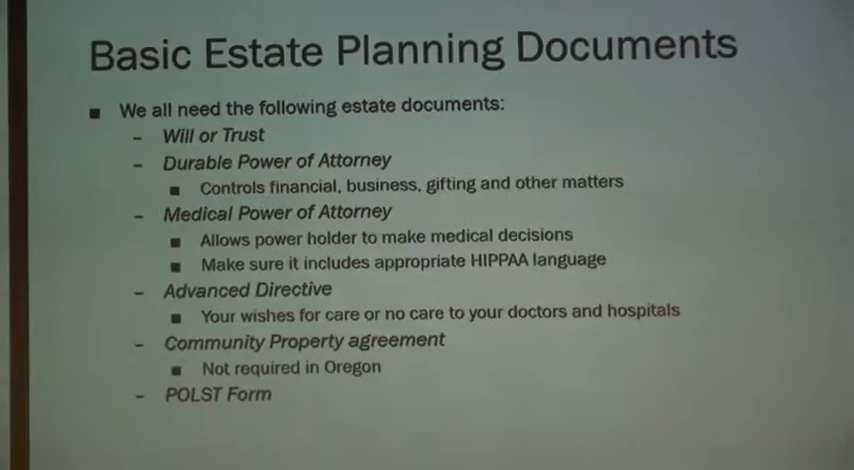 Basic Estate Planning Documents
▪ We all need the following estate documents:
– Will or Trust
– Durable Power of Attorney
▪ Controls financial, business, gifting and other matters
– Medical Power of Attorney
▪ Allows power holder to make medical decisions
▪ Make sure it includes appropriate HIPPAA language
– Advanced Directive
▪ Your wishes for care or no care to your doctors and hospitals
– Community Property agreement
▪ Not required in Oregon
– POLST Form